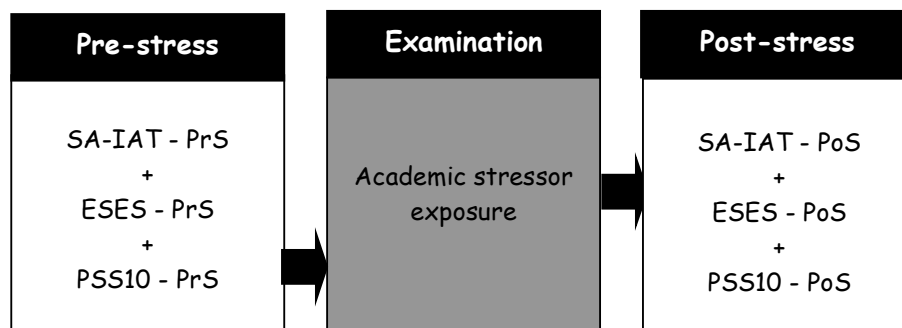 Pre-stress
SA-IAT - PrS
+
ESES - PrS
+
PSS10 - PrS
Examination
Academic stressor
exposure
Post-stress
SA-IAT - PoS
+
ESES - PoS
+
PSS10 - PoS